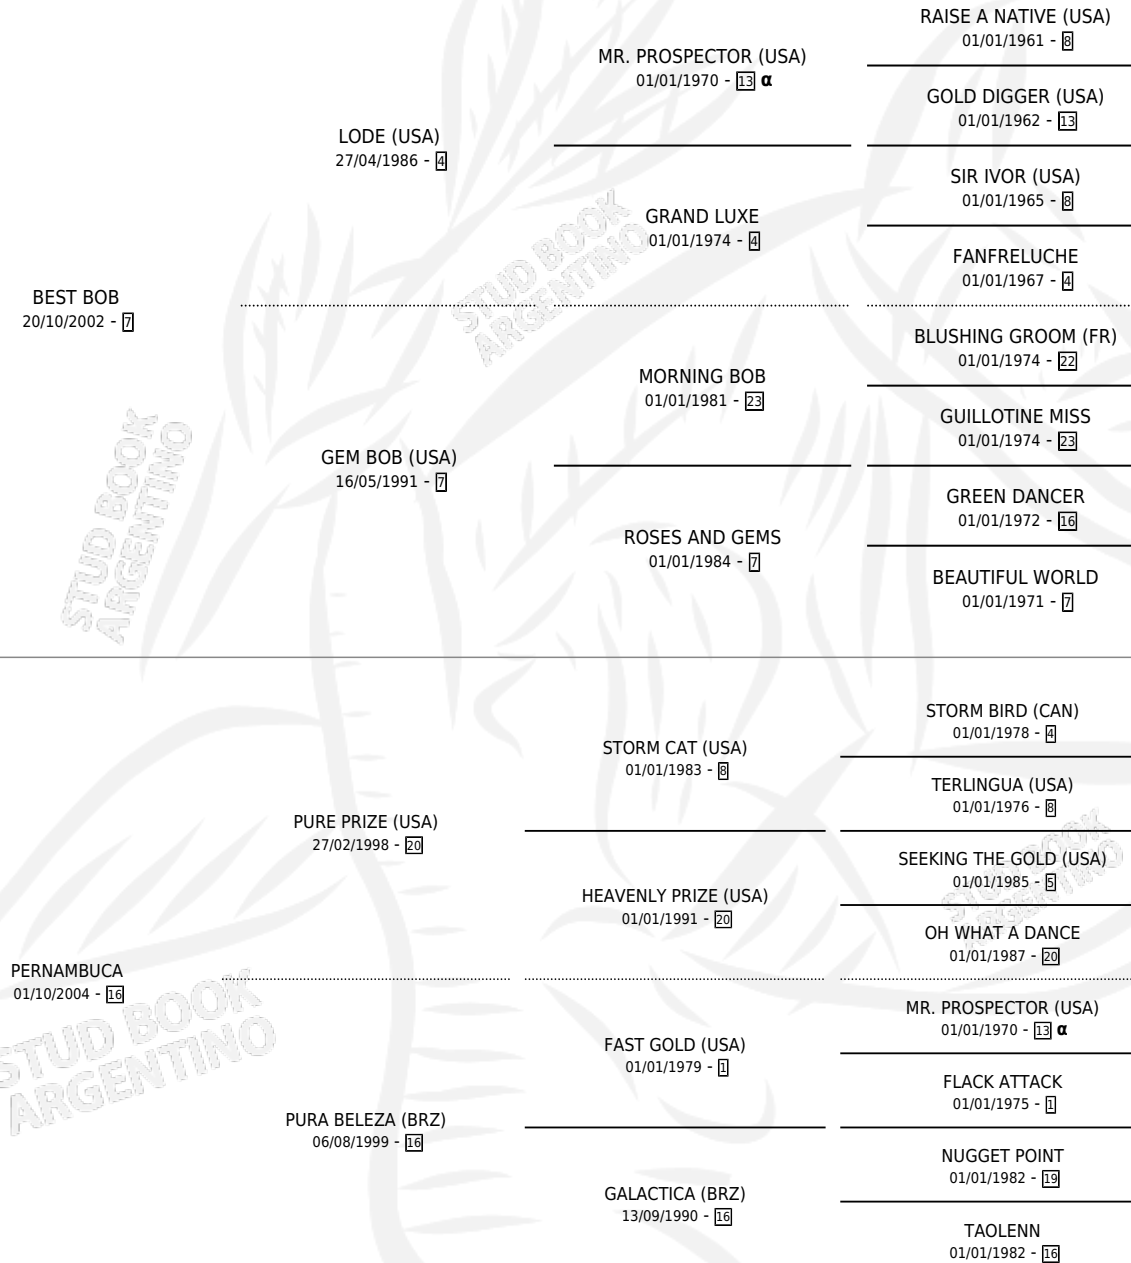 RAISE A NATIVE (USA)
01/01/1961 - 8
MR. PROSPECTOR (USA)
01/01/1970 - 13 α
GOLD DIGGER (USA)
01/01/1962 - 13
LODE (USA)
27/04/1986 - 4
SIR IVOR (USA)
01/01/1965 - 8
GRAND LUXE
01/01/1974 - 4
FANFRELUCHE
01/01/1967 - 4
BEST BOB
20/10/2002 - 7
BLUSHING GROOM (FR)
01/01/1974 - 22
MORNING BOB
01/01/1981 - 23
GUILLOTINE MISS
01/01/1974 - 23
GEM BOB (USA)
16/05/1991 - 7
GREEN DANCER
01/01/1972 - 16
ROSES AND GEMS
01/01/1984 - 7
BEAUTIFUL WORLD
01/01/1971 - 7
STORM BIRD (CAN)
01/01/1978 - 4
STORM CAT (USA)
01/01/1983 - 8
TERLINGUA (USA)
01/01/1976 - 8
PURE PRIZE (USA)
27/02/1998 - 20
SEEKING THE GOLD (USA)
01/01/1985 - 5
HEAVENLY PRIZE (USA)
01/01/1991 - 20
OH WHAT A DANCE
01/01/1987 - 20
PERNAMBUCA
01/10/2004 - 16
MR. PROSPECTOR (USA)
01/01/1970 - 13 α
FAST GOLD (USA)
01/01/1979 - 1
FLACK ATTACK
01/01/1975 - 1
PURA BELEZA (BRZ)
06/08/1999 - 16
NUGGET POINT
01/01/1982 - 19
GALACTICA (BRZ)
13/09/1990 - 16
TAOLENN
01/01/1982 - 16
STUD BOOK
ARGENTINO
STUD BOOK
ARGENTINO
STUD BOOK
ARGENTINO
STUD BOOK
ARGENTINO